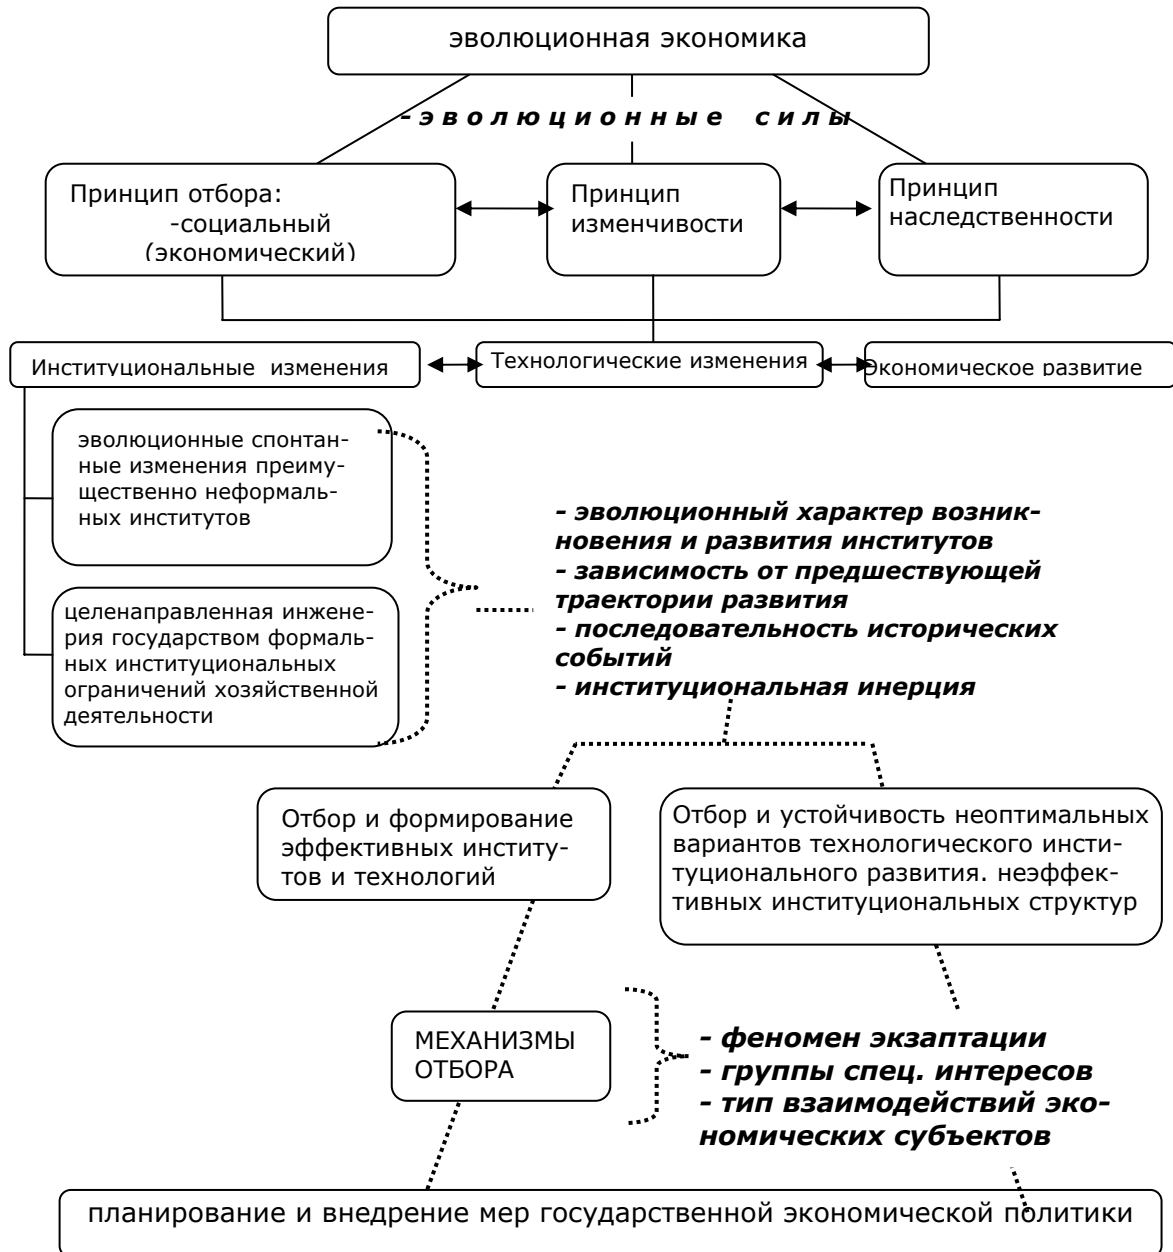 эволюционная экономика
- эволюционные силы
Принцип отбора:
-социальный
(экономический)
Принцип
изменчивости
Принцип
наследственности
Институциональные изменения
Технологические изменения
Экономическое развитие
эволюционные спонтан-
ные изменения преиму-
щественно неформаль-
ных институтов
- эволюционный характер возник-
новения и развития институтов
- зависимость от предшествующей
траектории развития
- последовательность исторических
событий
- институциональная инерция
целенаправленная инжене-
рия государством формаль-
ных институциональных
ограничений хозяйственной
деятельности
Отбор и формирование
эффективных институ-
тов и технологий
Отбор и устойчивость неоптимальных
вариантов технологического инсти-
туционального развития. неэффек-
тивных институциональных структур
МЕХАНИЗМЫ
ОТБОРА
- феномен экзаптации
- группы спец. интересов
- тип взаимодействий эко-
номических субъектов
планирование и внедрение мер государственной экономической политики